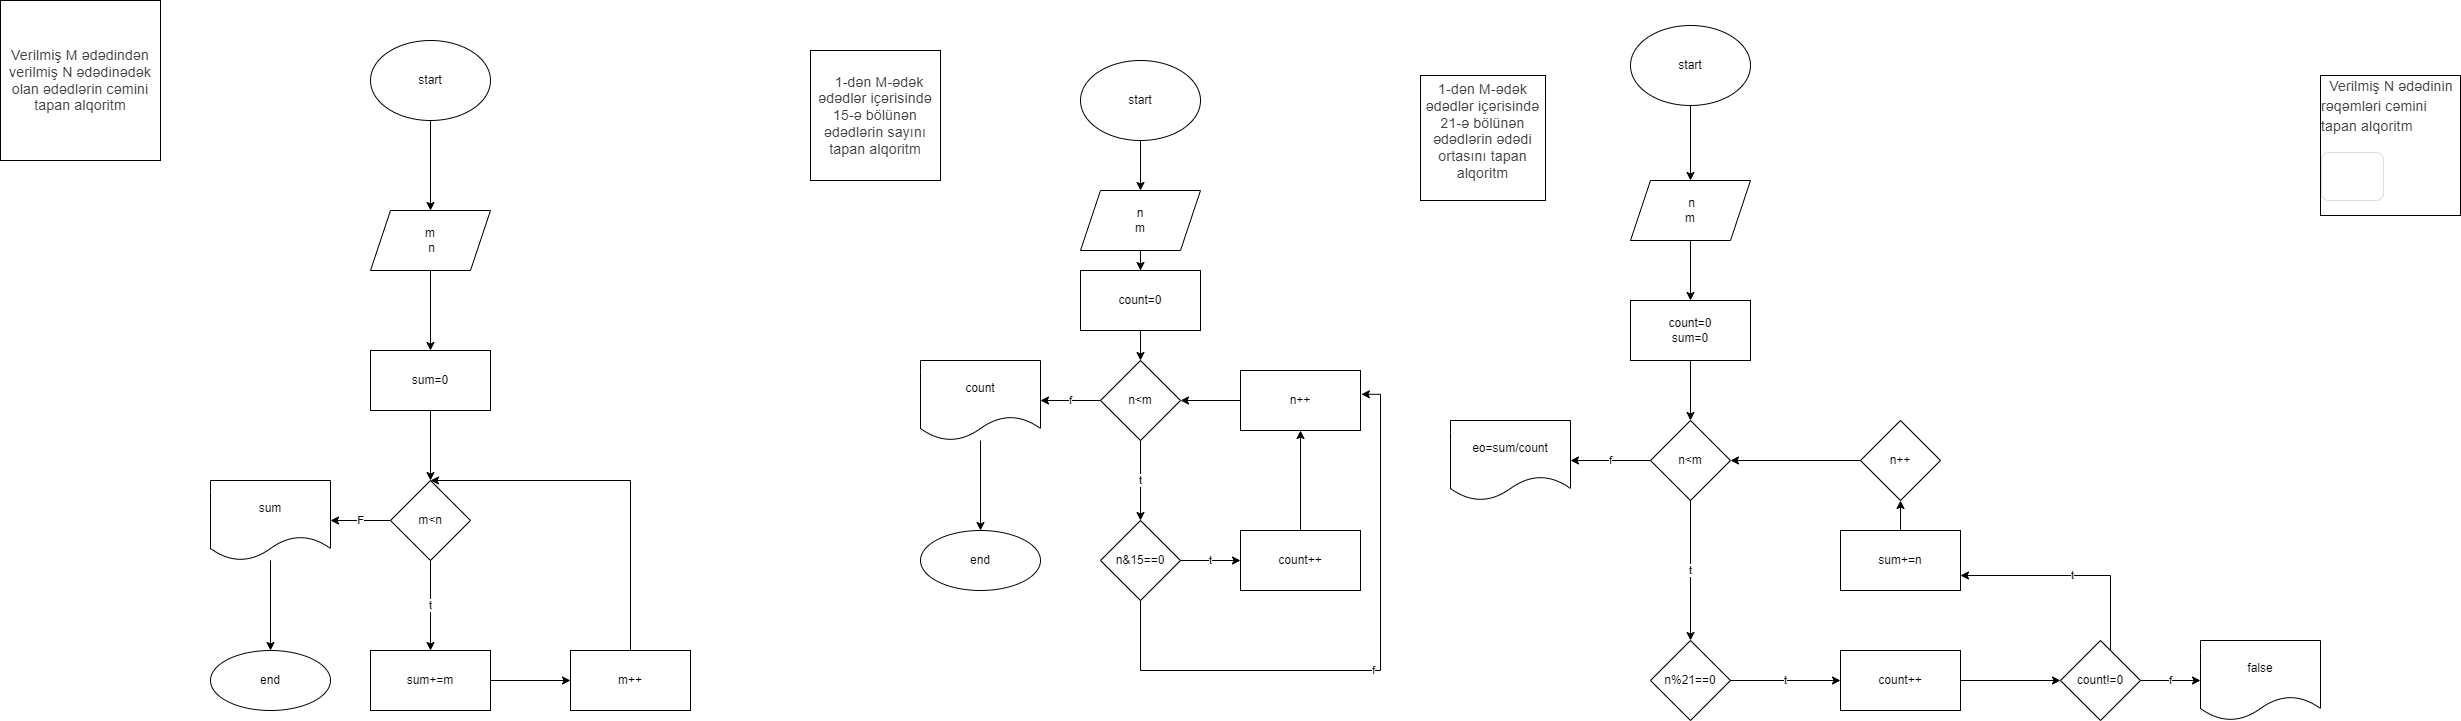 Verilmiş M ədədindən
verilmiş N ədədinədək
olan ədədlərin cəmini
tapan alqoritm
start
m
n
sum=0
m<n
F
sum
end
t
sum+=m
m++
1-dən M-ədək
ədədlər içərisində
15-ə bölünən
ədədlərin sayını
tapan alqoritm
start
n
m
count=0
n<m
f
count
end
n++
t
n&15==0
t
count++
f
1-dən M-ədək
ədədlər içərisində
21-ə bölünən
ədədlərin ədədi
ortasını tapan
alqoritm
start
n
m
count=0
sum=0
n<m
f
eo=sum/count
n++
sum+=n
t
t
n%21==0
t
count++
count!=0
f
false
Verilmiş N ədədinin
rəqəmləri cəmini
tapan alqoritm